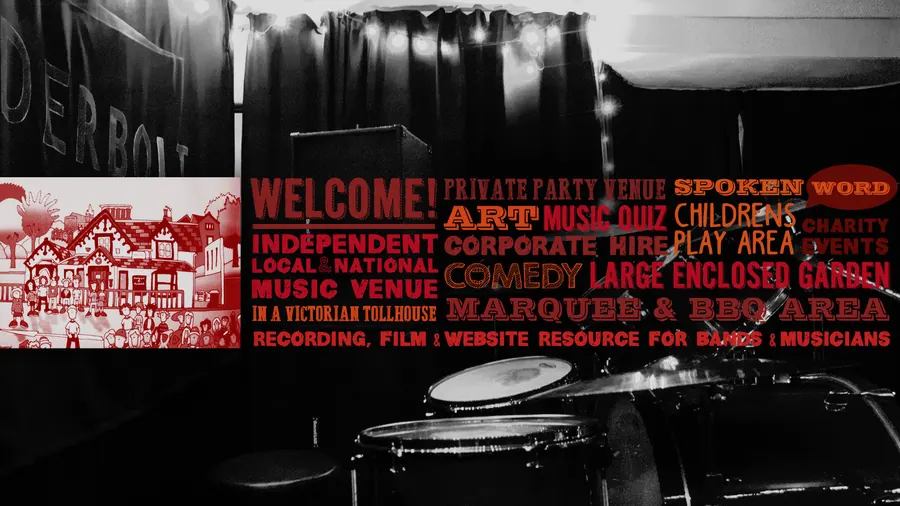 DERBOLT
WELCOME!
INDEPENDENT
LOCAL & NATIONAL
MUSIC VENUE
IN A VICTORIAN TOLLHOUSE
PRIVATE PARTY VENUE
ART MUSIC QUIZ
CORPORATE HIRE
COMEDY
SPOKEN WORD
CHILDRENS
PLAY AREA
CHARITY
EVENTS
LARGE ENCLOSED GARDEN
MARQUEE & BBQ AREA
RECORDING, FILM & WEBSITE RESOURCE FOR BANDS & MUSICIANS